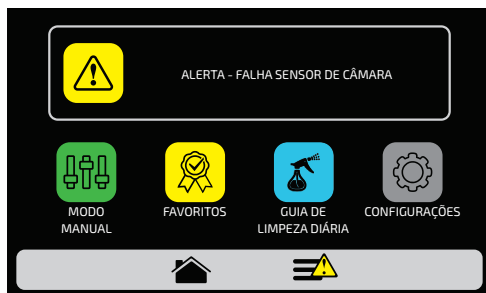 ALERTA - FALHA SENSOR DE CÂMARA
MODO
MANUAL
FAVORITOS
GUIA DE
LIMPEZA DIÁRIA
CONFIGURAÇÕES